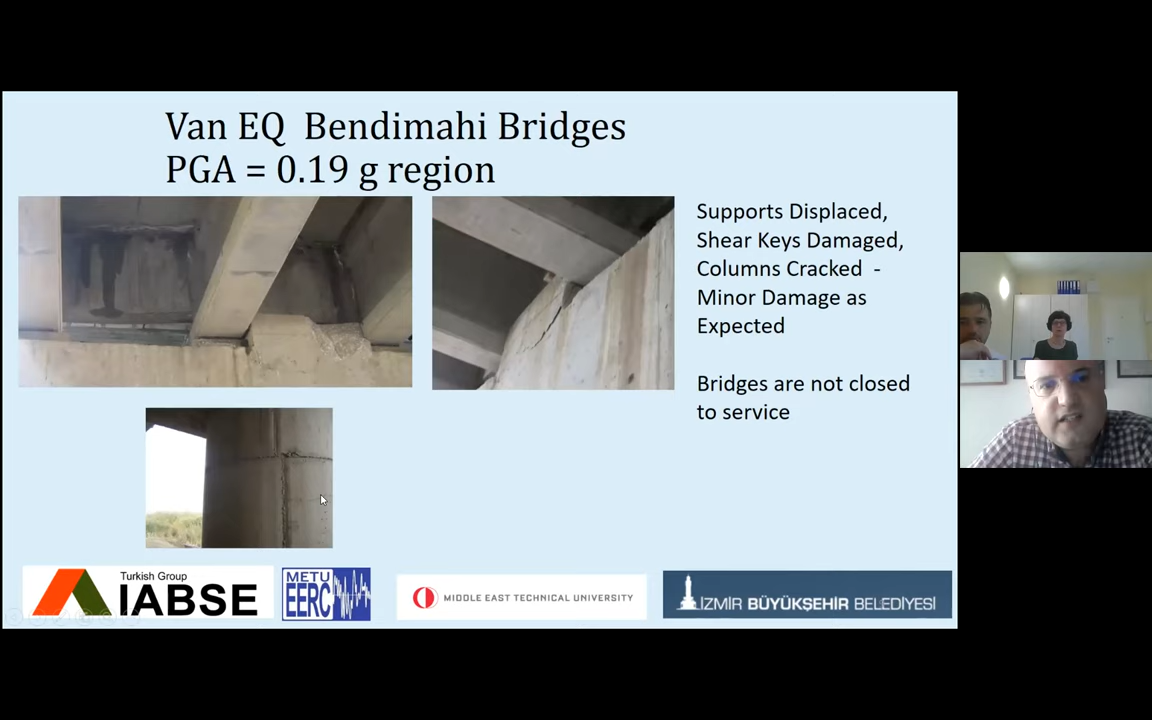 Van EQ Bendimahi Bridges
PGA = 0.19 g region
Supports Displaced,
Shear Keys Damaged,
Columns Cracked -
Minor Damage as
Expected
Bridges are not closed
to service
Turkish Group
IABSE
METU
EERC
MIDDLE EAST TECHNICAL UNIVERSITY
İZMİR BÜYÜKŞEHİR BELEDİYESİ